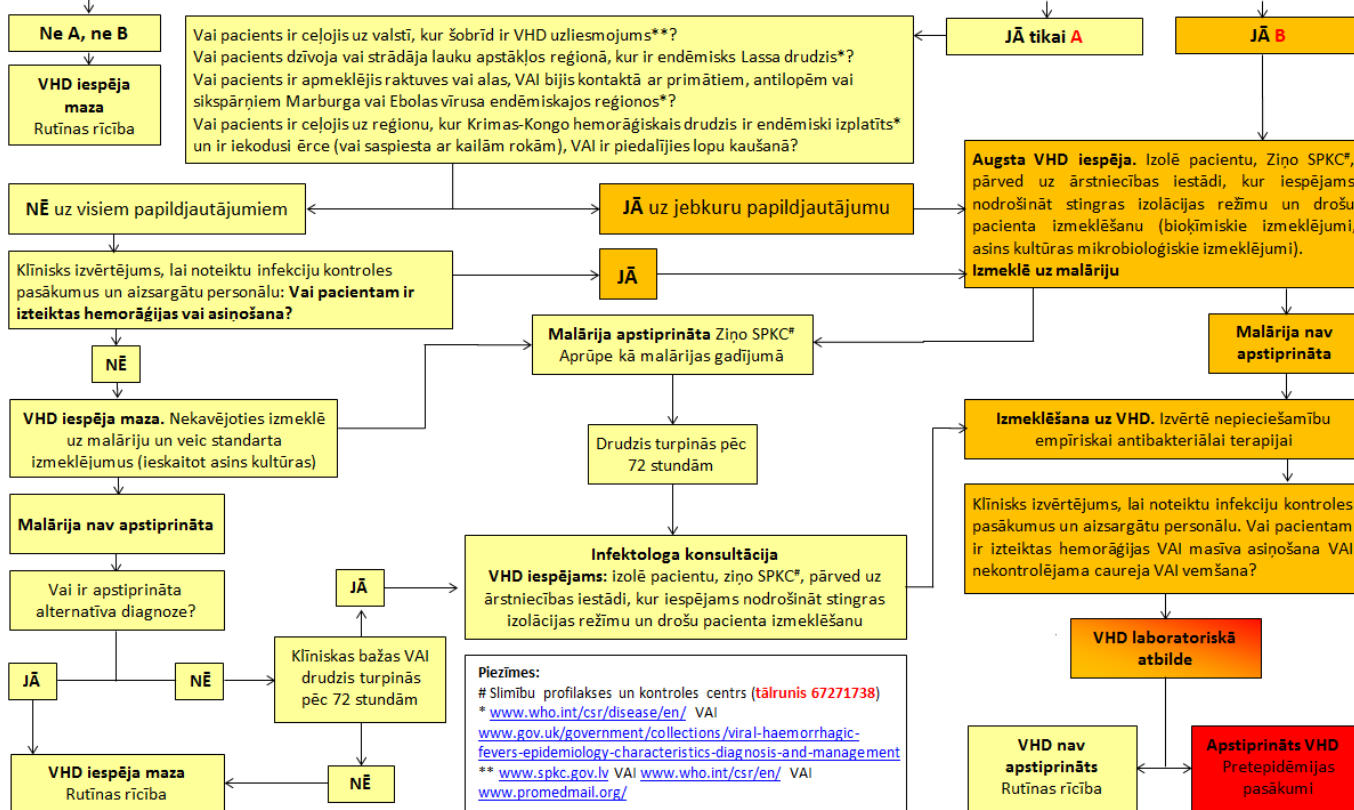 Ne A, ne B
VHD iespēja
maza
Rutīnas rīcība
Vai pacients ir ceļojis uz valstī, kur šobrīd ir VHD uzliesmojums**?
Vai pacients dzīvoja vai strādāja lauku apstākļos reģionā, kur ir endēmisks Lassa drudzis*?
Vai pacients ir apmeklējis raktuves vai alas, VAI bijis kontaktā ar primātiem, antilopēm vai
sikspārņiem Marburga vai Ebolas vīrusa endēmiskajos reģionos*?
Vai pacients ir ceļojis uz reģionu, kur Krimas-Kongo hemorāģiskais drudzis ir endēmiski izplatīts*
un ir iekodusi ērce (vai saspiesta ar kailām rokām), VAI ir piedalījies lopu kaušanā?
JĀ tikai A
JĀ B
NĒ uz visiem papildjautājumiem
JĀ uz jebkuru papildjautājumu
Augsta VHD iespēja. Izolē pacientu, Ziņo SPKC#,
pārved uz ārstniecības iestādi, kur iespējams
nodrošināt stingras izolācijas režīmu un drošu
pacienta izmeklēšanu (bioķīmiskie izmeklējumi,
asins kultūras mikrobioloģiskie izmeklējumi).
Izmeklē uz malāriju
Klīnisks izvērtējums, lai noteiktu infekciju kontroles
pasākumus un aizsargātu personālu: Vai pacientam ir
izteiktas hemorāģijas vai asiņošana?
JĀ
NĒ
Malārija apstiprināta Ziņo SPKC#
Aprūpe kā malārijas gadījumā
Malārija nav
apstiprināta
VHD iespēja maza. Nekavējoties izmeklē
uz malāriju un veic standarta
izmeklējumus (ieskaitot asins kultūras)
Drudzis turpinās pēc
72 stundām
Izmeklēšana uz VHD. Izvērtē nepieciešamību
empīriskai antibakteriālai terapijai
Malārija nav apstiprināta
Klīnisks izvērtējums, lai noteiktu infekciju kontroles
pasākumus un aizsargātu personālu. Vai pacientam
ir izteiktas hemorāģijas VAI masīva asiņošana VAI
nekontrolējama caureja VAI vemšana?
Infektologa konsultācija
VHD iespējams: izolē pacientu, ziņo SPKC#, pārved uz
ārstniecības iestādi, kur iespējams nodrošināt stingras
izolācijas režīmu un drošu pacienta izmeklēšanu
Vai ir apstiprināta
alternatīva diagnoze?
JĀ
JĀ
NĒ
Klīniskas bažas VAI
drudzis turpinās
pēc 72 stundām
NĒ
VHD iespēja maza
Rutīnas rīcība
Piezīmes:
# Slimību profilakses un kontroles centrs (tālrunis 67271738)
* www.who.int/csr/disease/en/ VAI
www.gov.uk/government/collections/viral-haemorrhagic-
fevers-epidemiology-characteristics-diagnosis-and-management
** www.spkc.gov.lv VAI www.who.int/csr/en/ VAI
www.promedmail.org/
VHD laboratoriskā
atbilde
VHD nav
apstiprināts
Rutīnas rīcība
Apstiprināts VHD
Pretepidēmijas
pasākumi